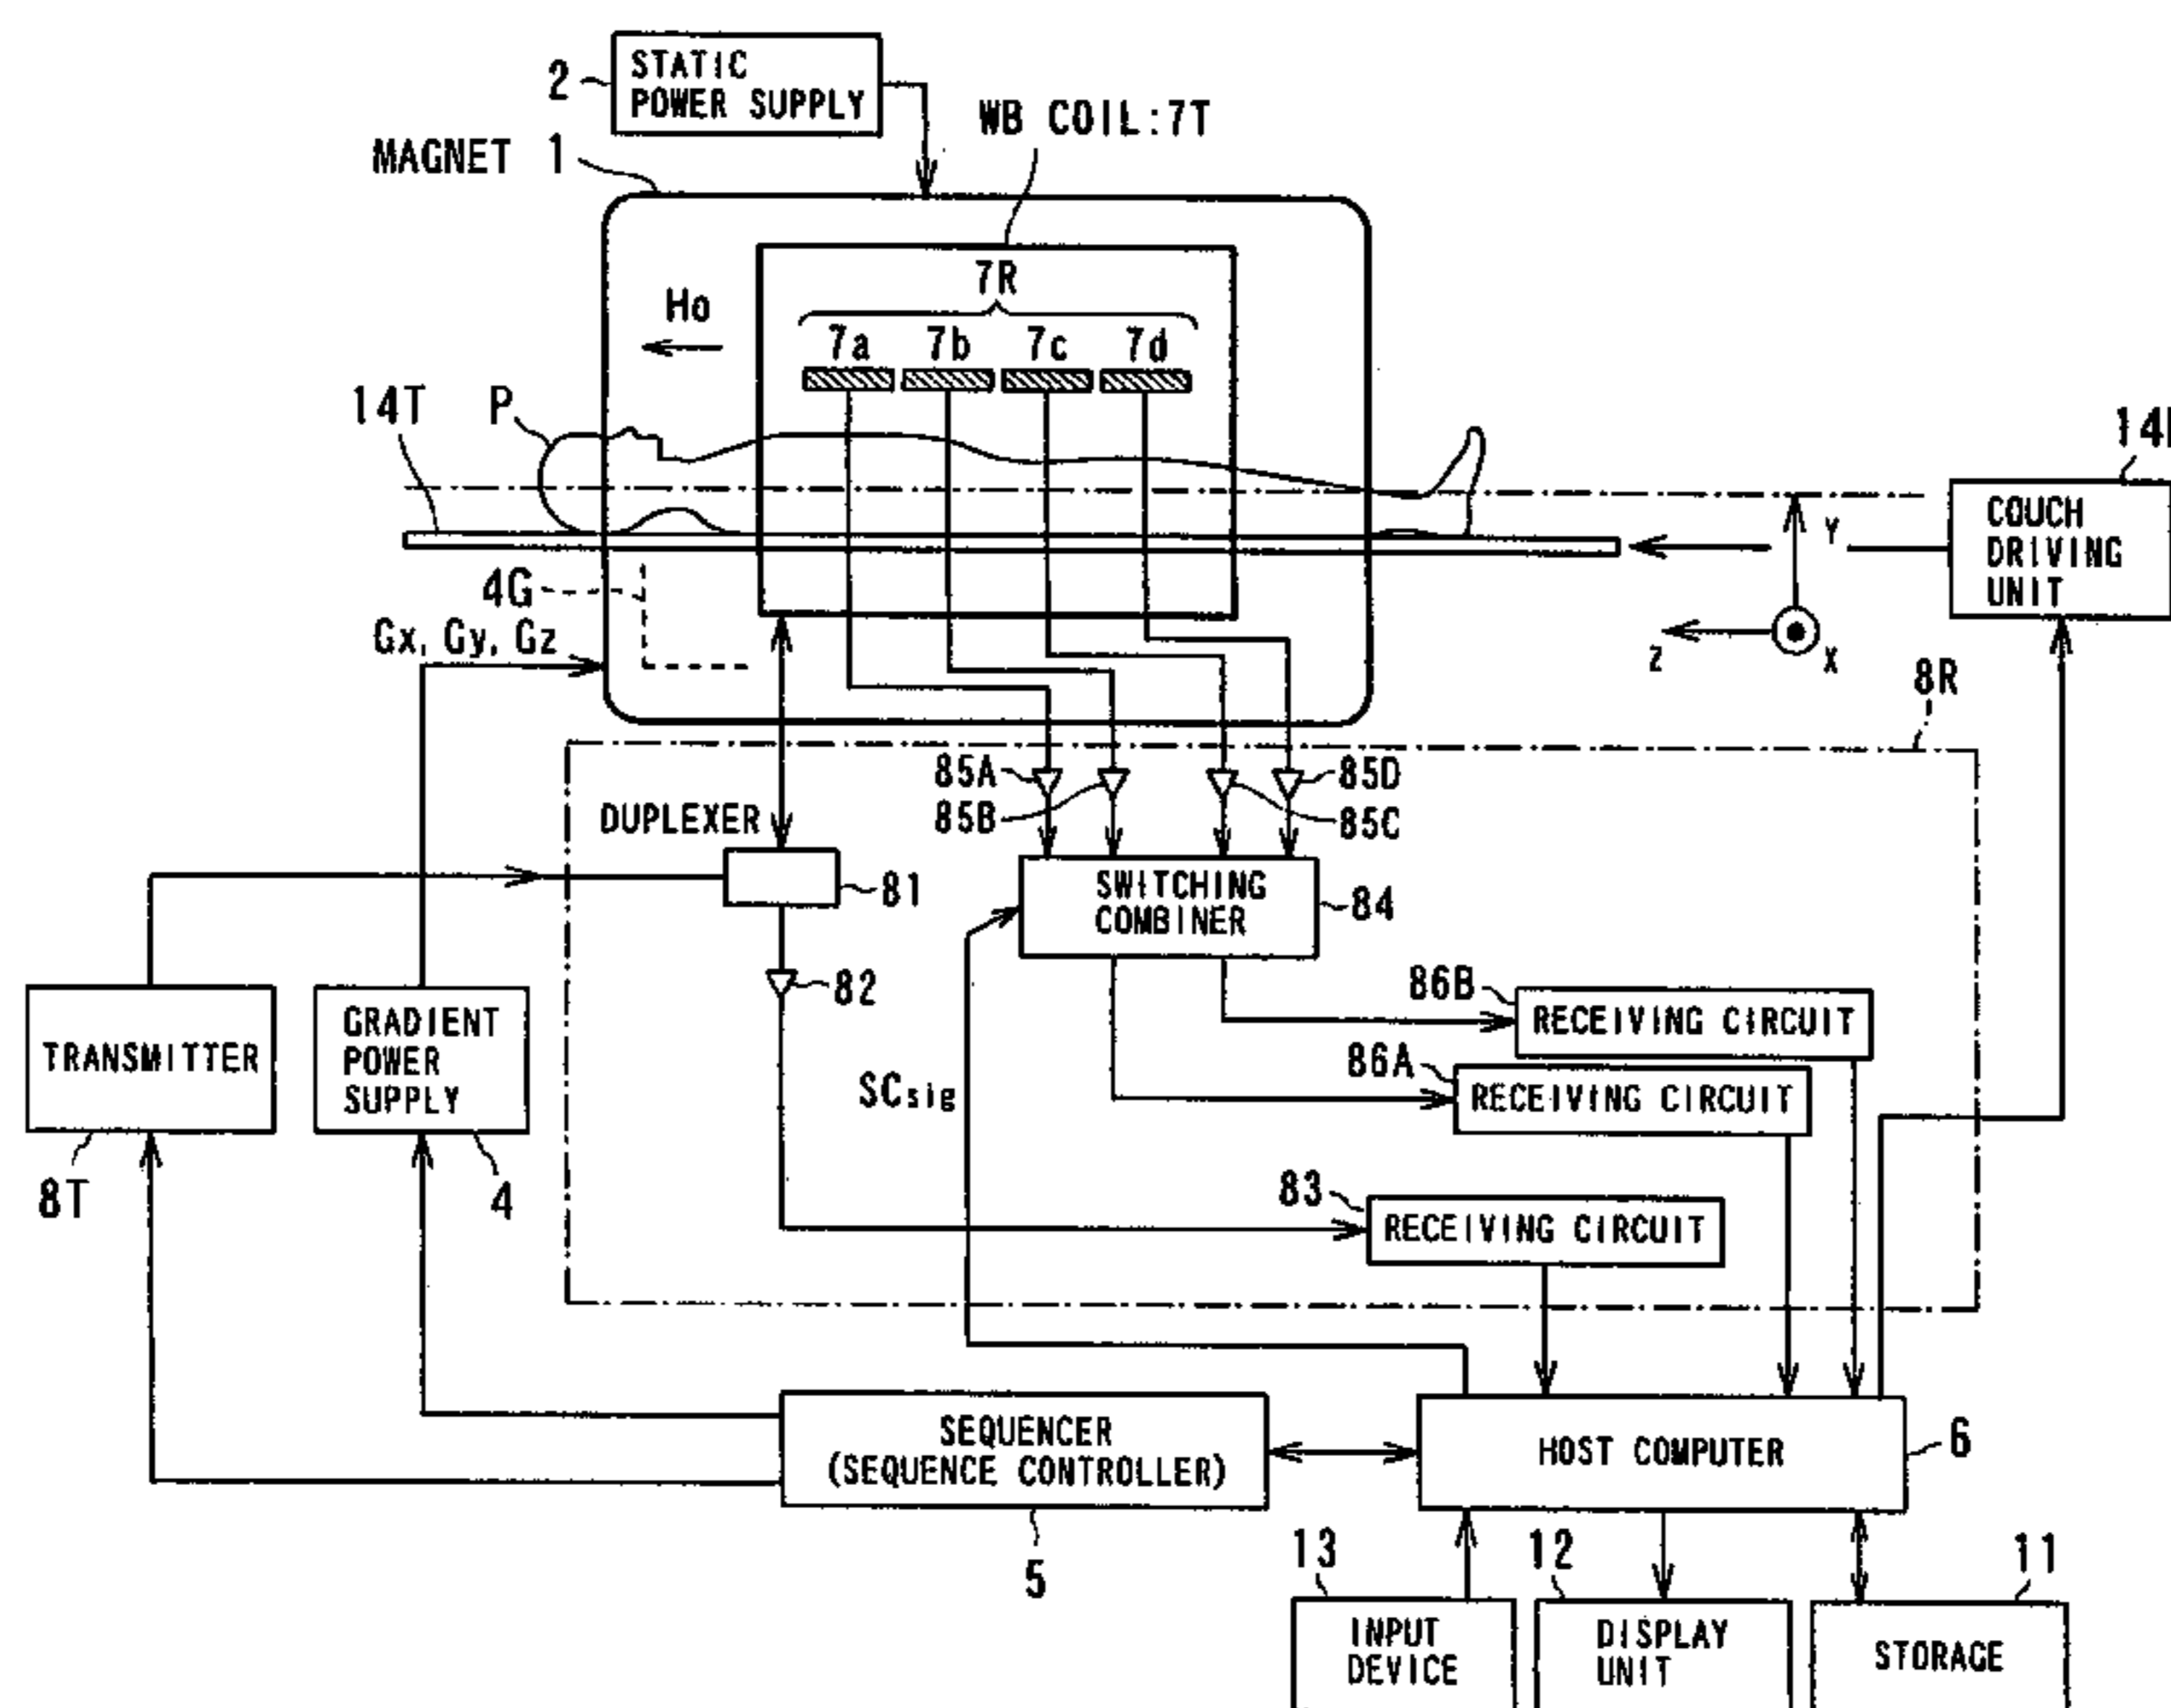 2
STATIC
POWER SUPPLY
WB COIL:7T
MAGNET 1
7R
Ho
7a 7b 7c 7d
14T P
COUCH
DRIVING
UNIT
Y
4G
Gx, Gy, Gz
Z X
8R
85A 85D
85B 85C
DUPLEXER
81
SWITCHING
COMBINER
84
82
86B RECEIVING CIRCUIT
86A RECEIVING CIRCUIT
TRANSMITTER
GRADIENT
POWER
SUPPLY
SCsig
8T 4
83
RECEIVING CIRCUIT
SEQUENCER
(SEQUENCE CONTROLLER)
HOST COMPUTER
6
5
13 12 11
INPUT
DEVICE
DISPLAY
UNIT
STORAGE